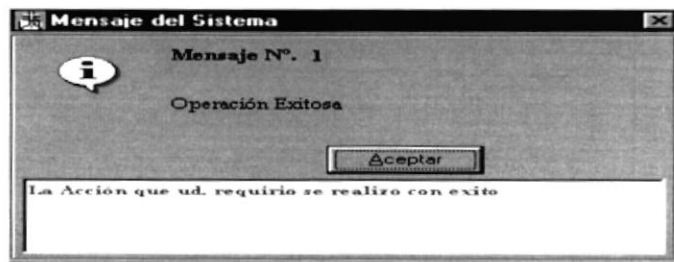 Mensaje del Sistema
Mensaje Nº. 1
Operación Exitosa
Aceptar
La Acción que ud. requirio se realizo con exito